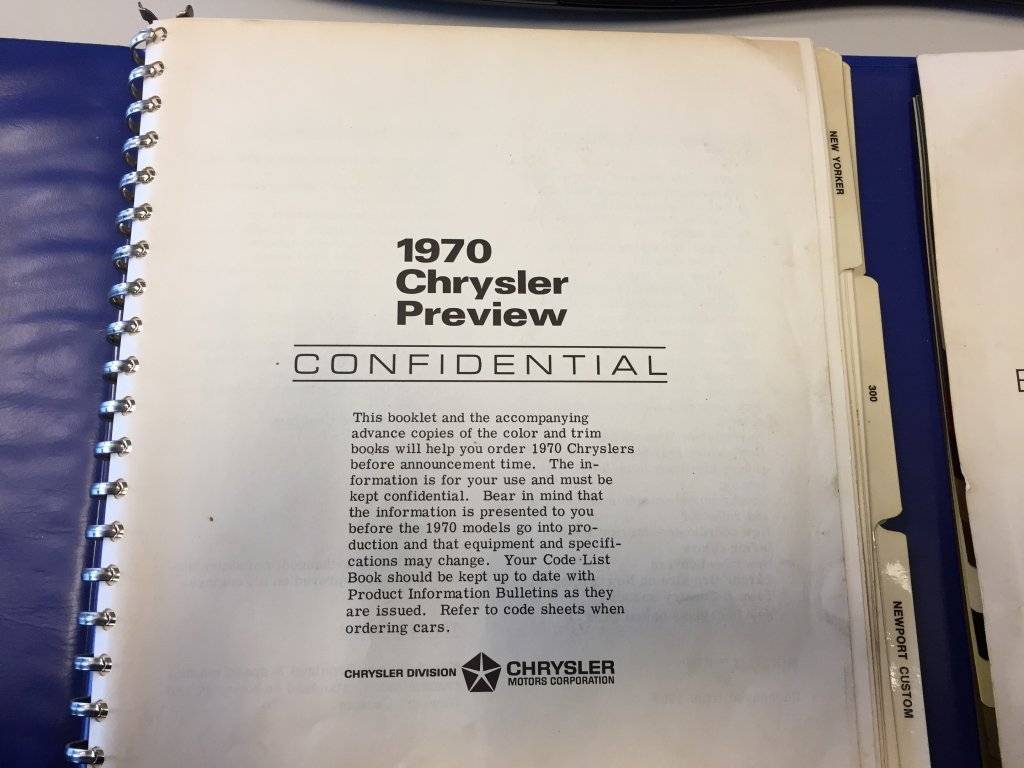 1970
Chrysler
Preview
CONFIDENTIAL
This booklet and the accompanying
advance copies of the color and trim
books will help you order 1970 Chryslers
before announcement time. The in-
formation is for your use and must be
kept confidential. Bear in mind that
the information is presented to you
before the 1970 models go into pro-
duction and that equipment and specifi-
cations may change. Your Code List
Book should be kept up to date with
Product Information Bulletins as they
are issued. Refer to code sheets when
ordering cars.
CHRYSLER DIVISION CHRYSLER
MOTORS CORPORATION
NEW YORKER
300
NEWPORT CUSTOM